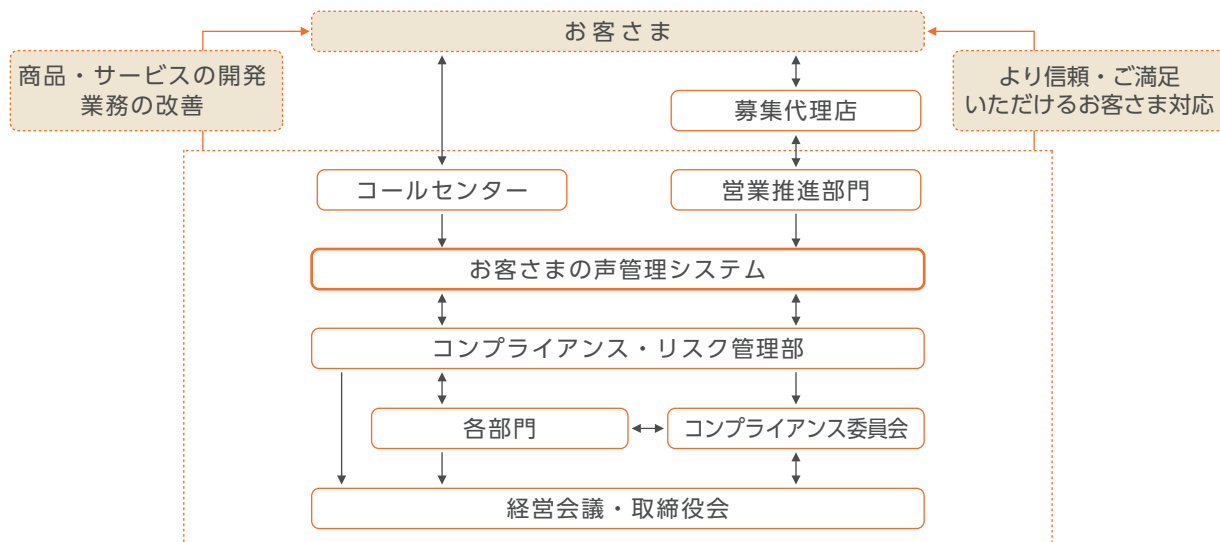 お客さま
商品・サービスの開発
業務の改善
より信頼・ご満足
いただけるお客さま対応
募集代理店
コールセンター
営業推進部門
お客さまの声管理システム
コンプライアンス・リスク管理部
各部門
コンプライアンス委員会
経営会議・取締役会